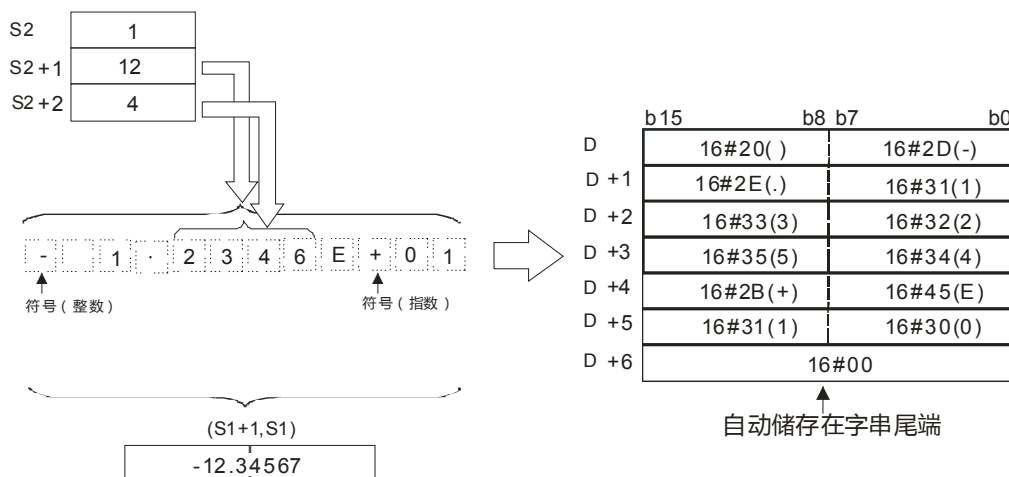 S2 1
S2+1 12
S2+2 4
- 1 . 2 3 4 6 E + 0 1
符号(整数) 符号(指数)
(S1+1,S1)
-12.34567
b15 b8 b7 b0
D 16#20( ) 16#2D(-)
D +1 16#2E(.) 16#31(1)
D +2 16#33(3) 16#32(2)
D +3 16#35(5) 16#34(4)
D +4 16#2B(+) 16#45(E)
D +5 16#31(1) 16#30(0)
D +6 16#00
自动储存在字串尾端